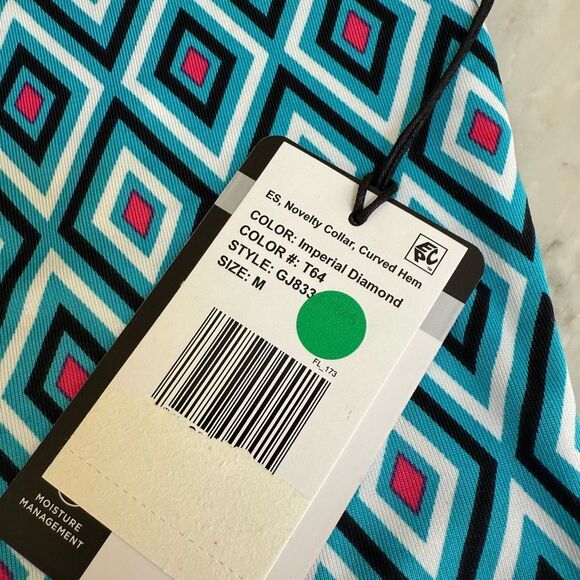 ES, Novelty Collar, Curved Hem
COLOR: Imperial Diamond
COLOR #: T64
STYLE: GJ833
SIZE: M
FL_173
MOISTURE
MANAGEMENT